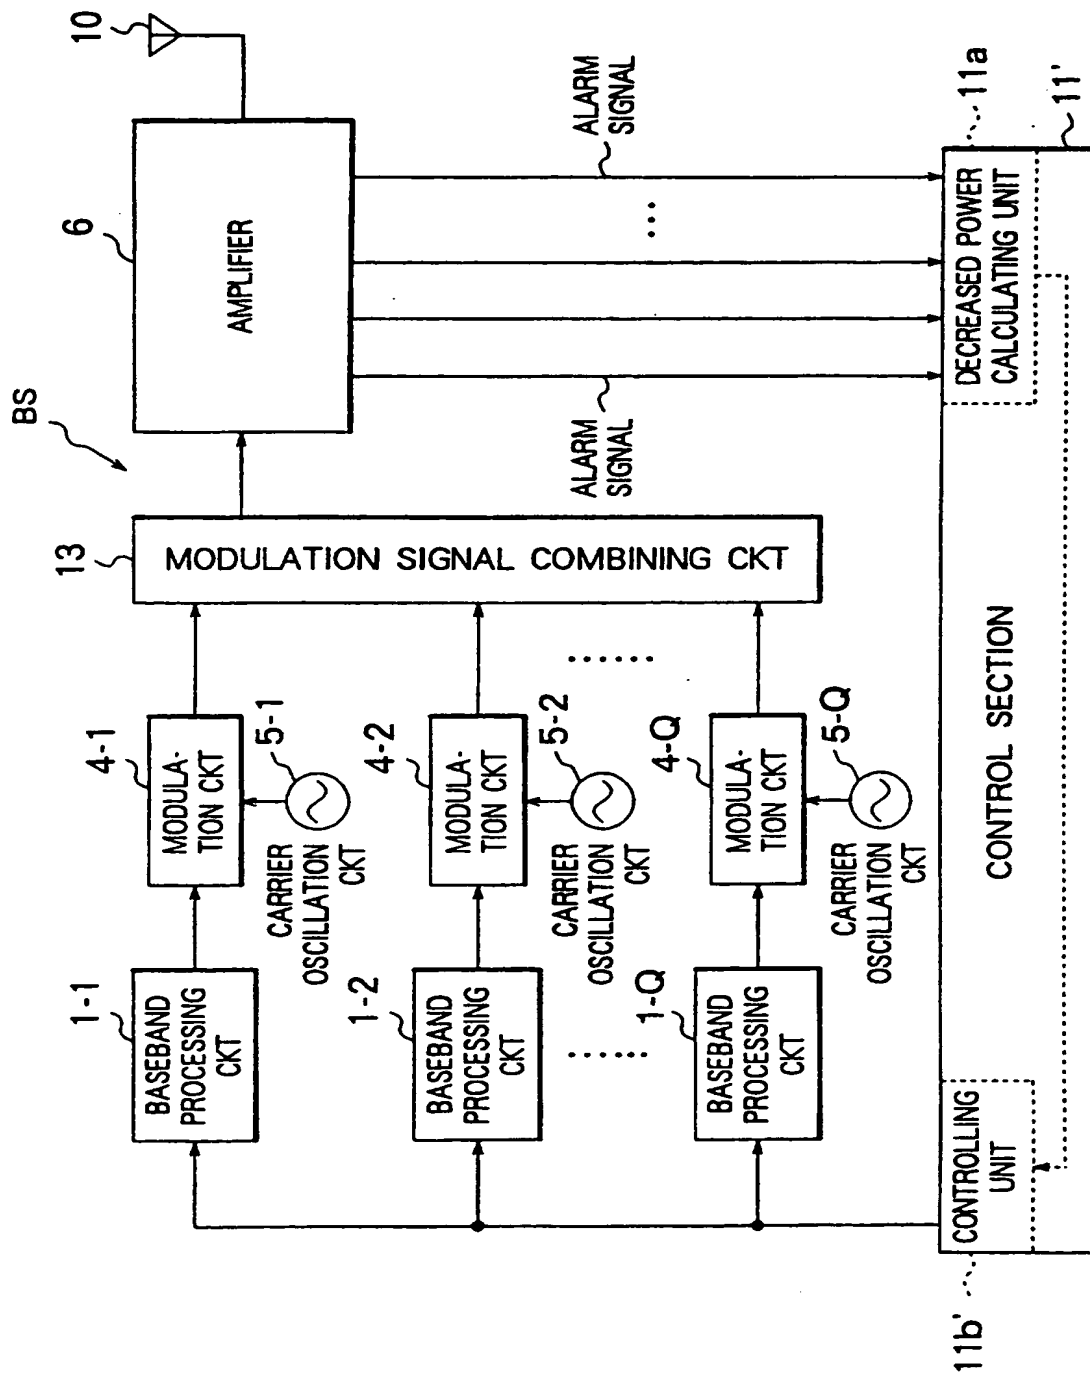 BS
10
6
AMPLIFIER
13
MODULATION SIGNAL COMBINING CKT
4-1
MODULA-
TION CKT
5-1
CARRIER
OSCILLATION
CKT
1-1
BASEBAND
PROCESSING
CKT
4-2
MODULA-
TION CKT
5-2
CARRIER
OSCILLATION
CKT
1-2
BASEBAND
PROCESSING
CKT
4-Q
MODULA-
TION CKT
5-Q
CARRIER
OSCILLATION
CKT
1-Q
BASEBAND
PROCESSING
CKT
ALARM
SIGNAL
ALARM
SIGNAL
11b'
CONTROLLING
UNIT
CONTROL SECTION
DECREASED POWER
CALCULATING UNIT
11a
11'